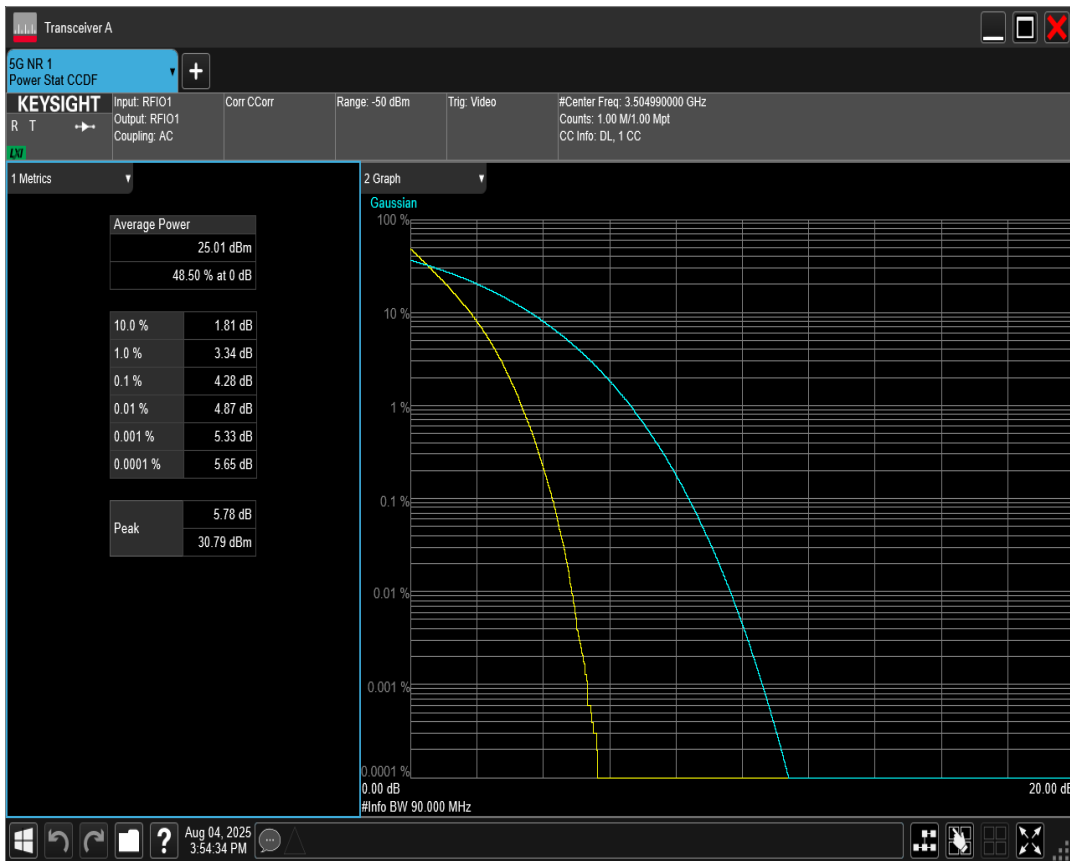 Transceiver A
5G NR 1
Power Stat CCDF
+
KEYSIGHT
R T
LXI
Input: RFIO1
Output: RFIO1
Coupling: AC
Corr CCorr
Range: -50 dBm
Trig: Video
#Center Freq: 3.504990000 GHz
Counts: 1.00 M/1.00 Mpt
CC Info: DL, 1 CC
1 Metrics
Average Power
25.01 dBm
48.50 % at 0 dB
10.0 % 1.81 dB
1.0 % 3.34 dB
0.1 % 4.28 dB
0.01 % 4.87 dB
0.001 % 5.33 dB
0.0001 % 5.65 dB
Peak
5.78 dB
30.79 dBm
2 Graph
Gaussian
100 %
10 %
1 %
0.1 %
0.01 %
0.001 %
0.0001 %
0.00 dB
20.00 dB
#Info BW 90.000 MHz
?
Aug 04, 2025
3:54:34 PM